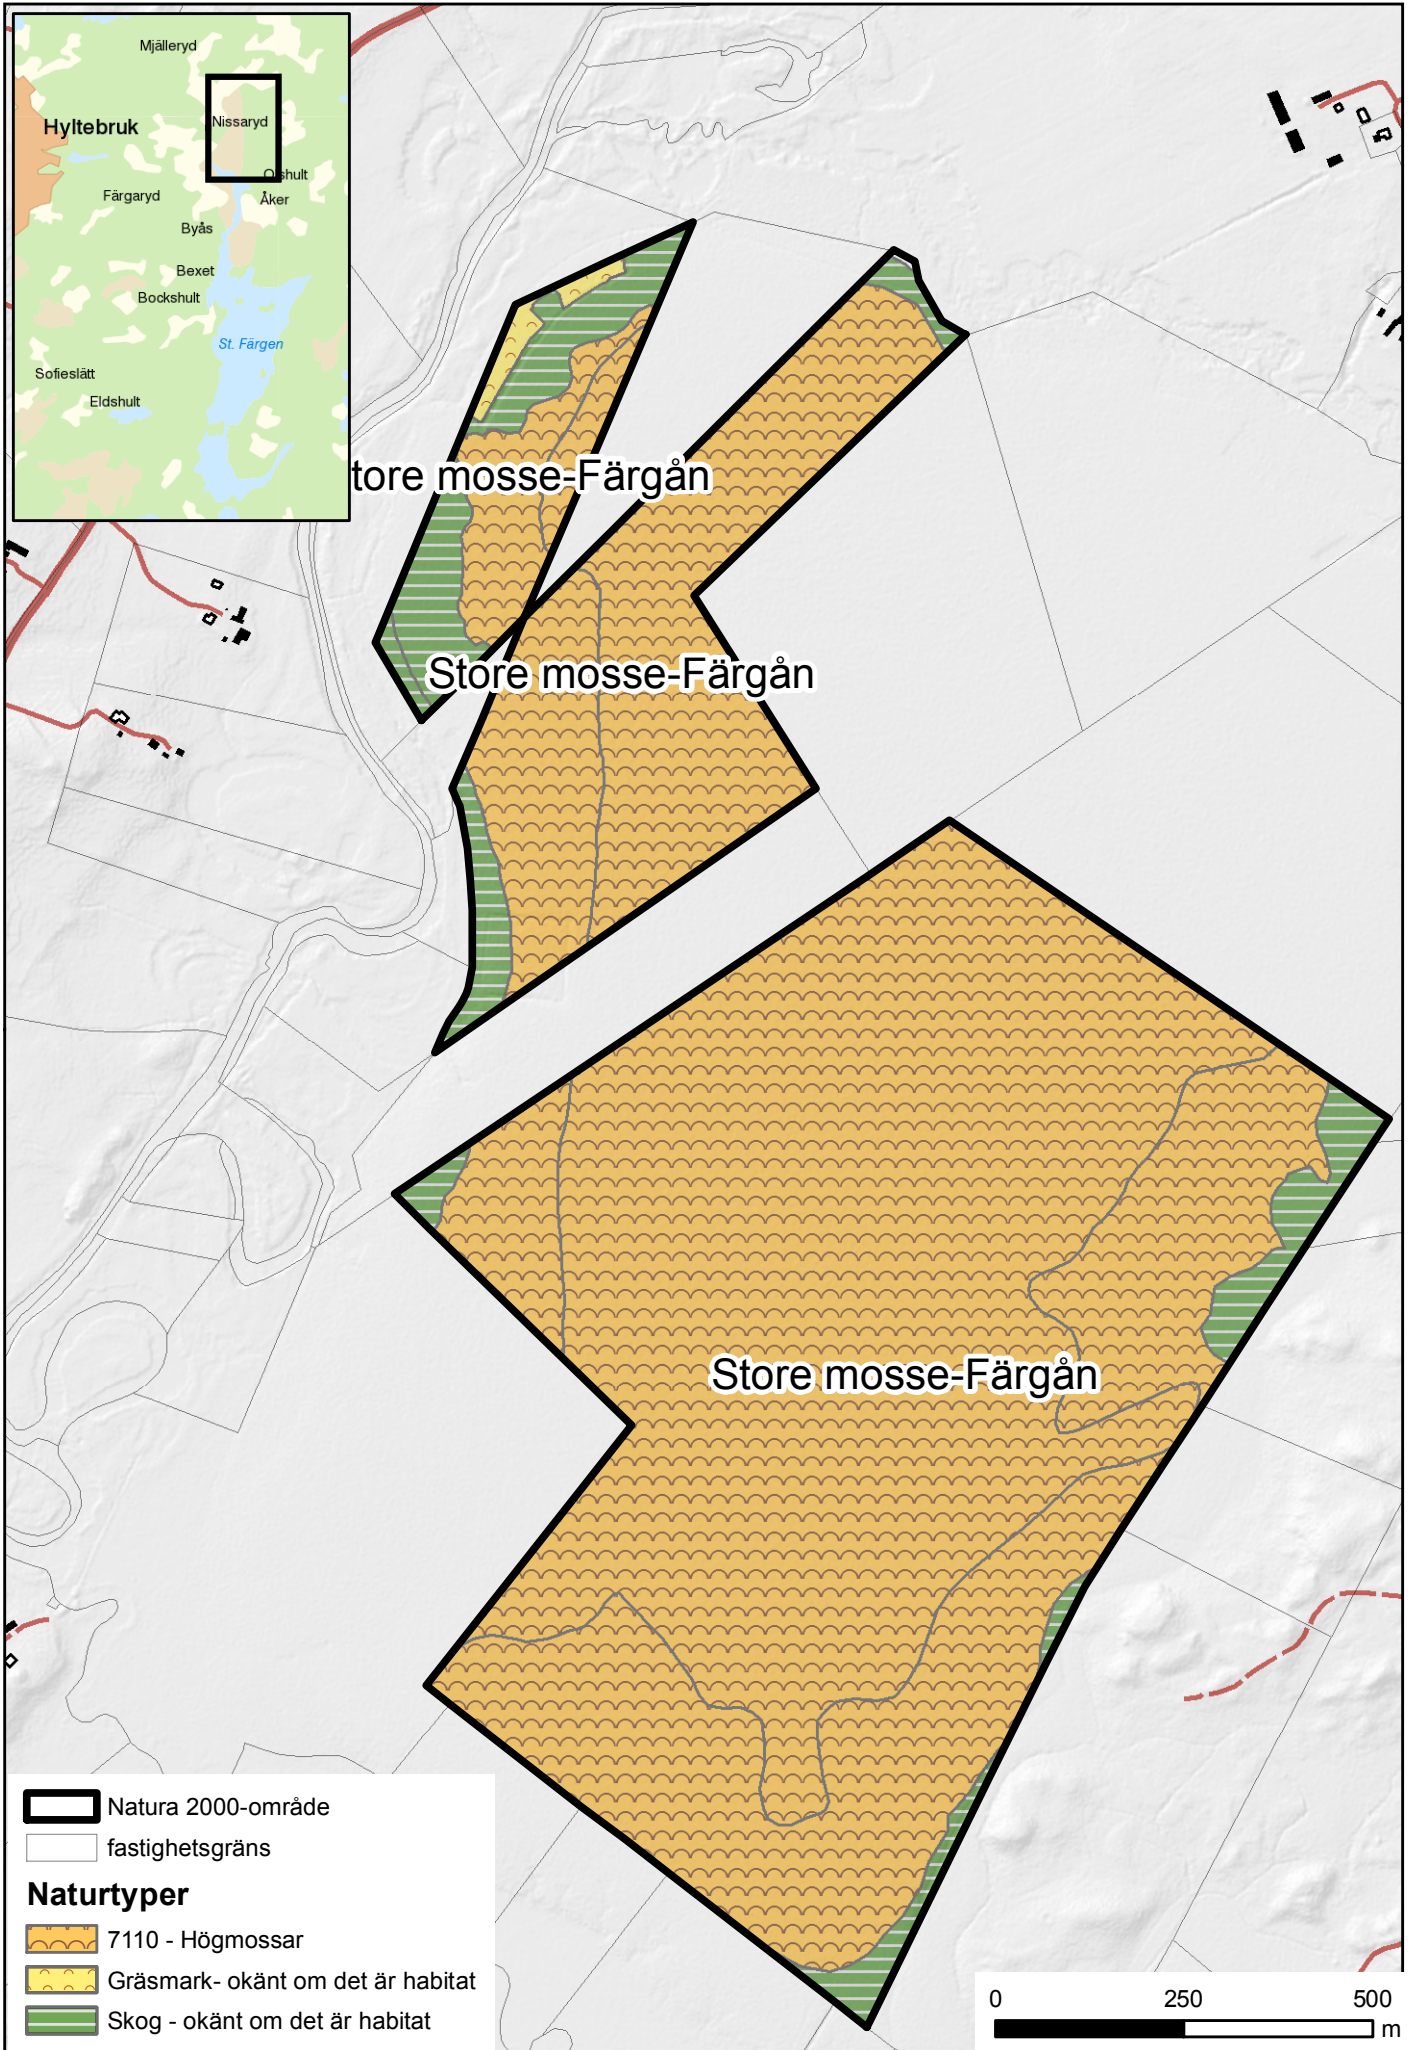 Mjälleryd
Hyltebruk
Nissaryd
Färgaryd
Åker
Byås
Bexet
Bockshult
St. Färgen
Sofieslätt
Eldshult
tore mosse-Färgån
Store mosse-Färgån
Store mosse-Färgån
Natura 2000-område
fastighetsgräns
Naturtyper
7110 - Högmossar
Gräsmark- okänt om det är habitat
Skog - okänt om det är habitat
0 250 500
m